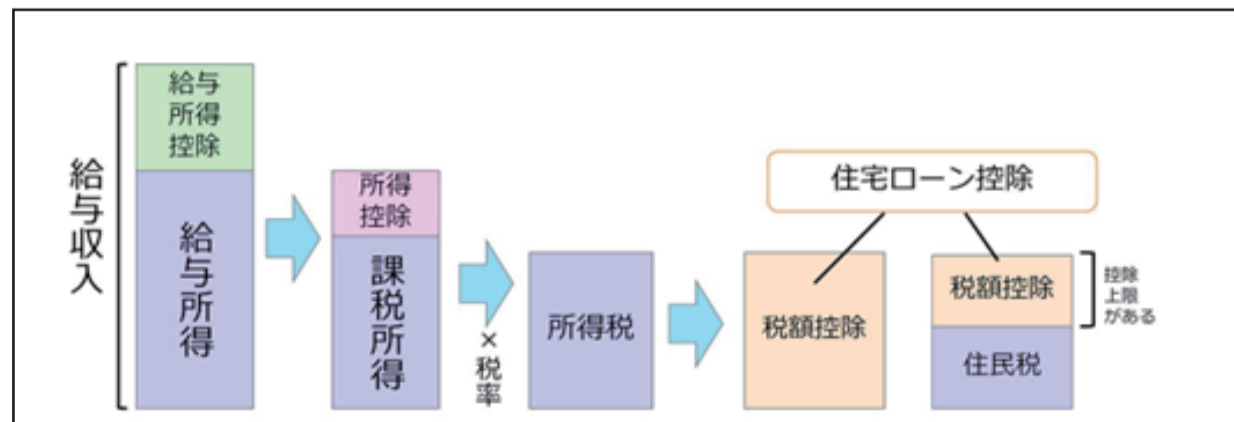 給与収入
給与
所得
控除
給与所得
所得
控除
課税所得
×税率
所得税
住宅ローン控除
税額控除
税額控除
住民税
控除
上限
がある